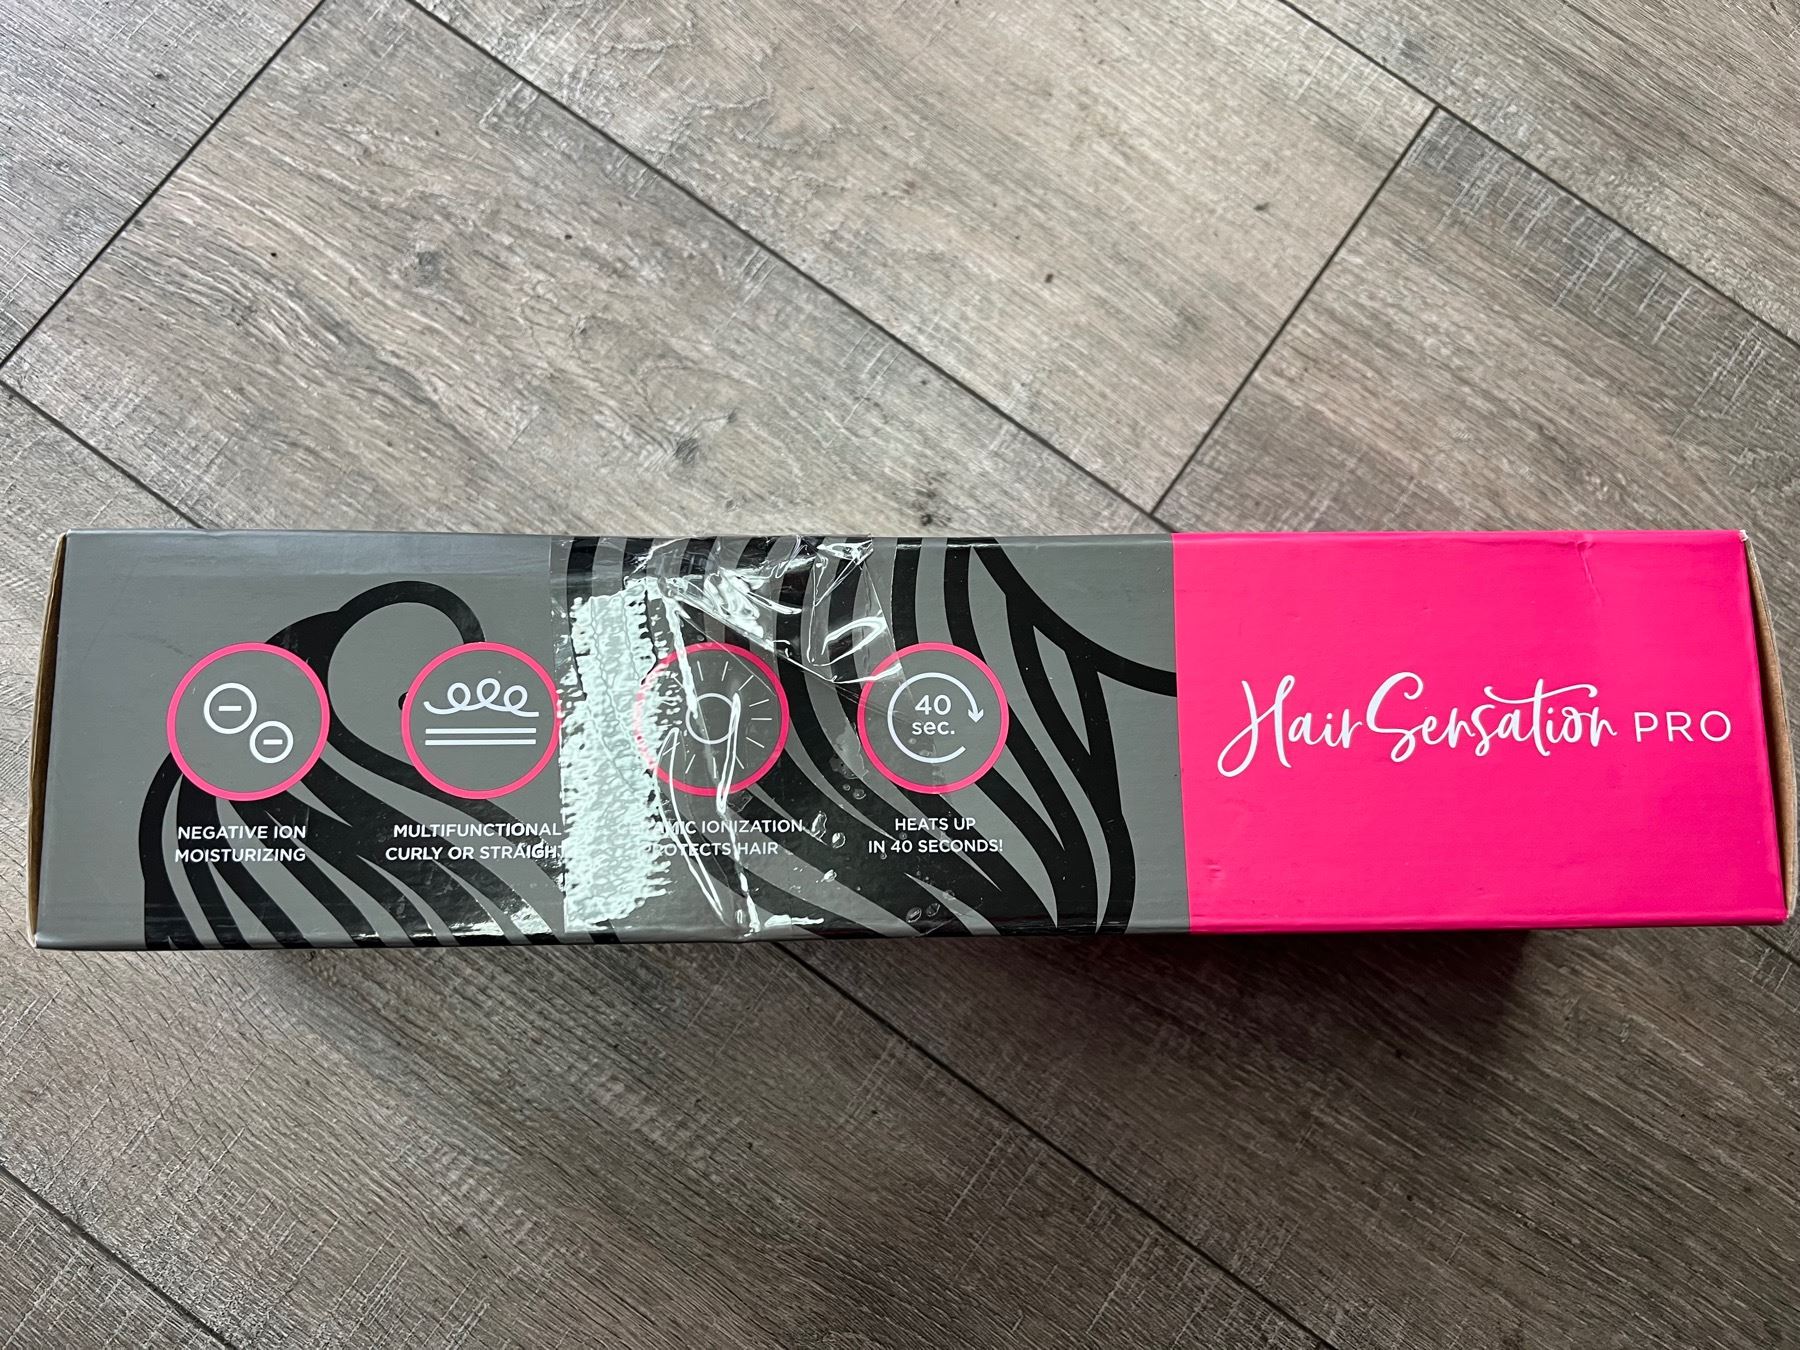 NEGATIVE ION
MOISTURIZING
MULTIFUNCTIONAL
CURLY OR STRAIGHT
CERAMIC IONIZATION
PROTECTS HAIR
40
sec.
HEATS UP
IN 40 SECONDS!
HairSensation PRO